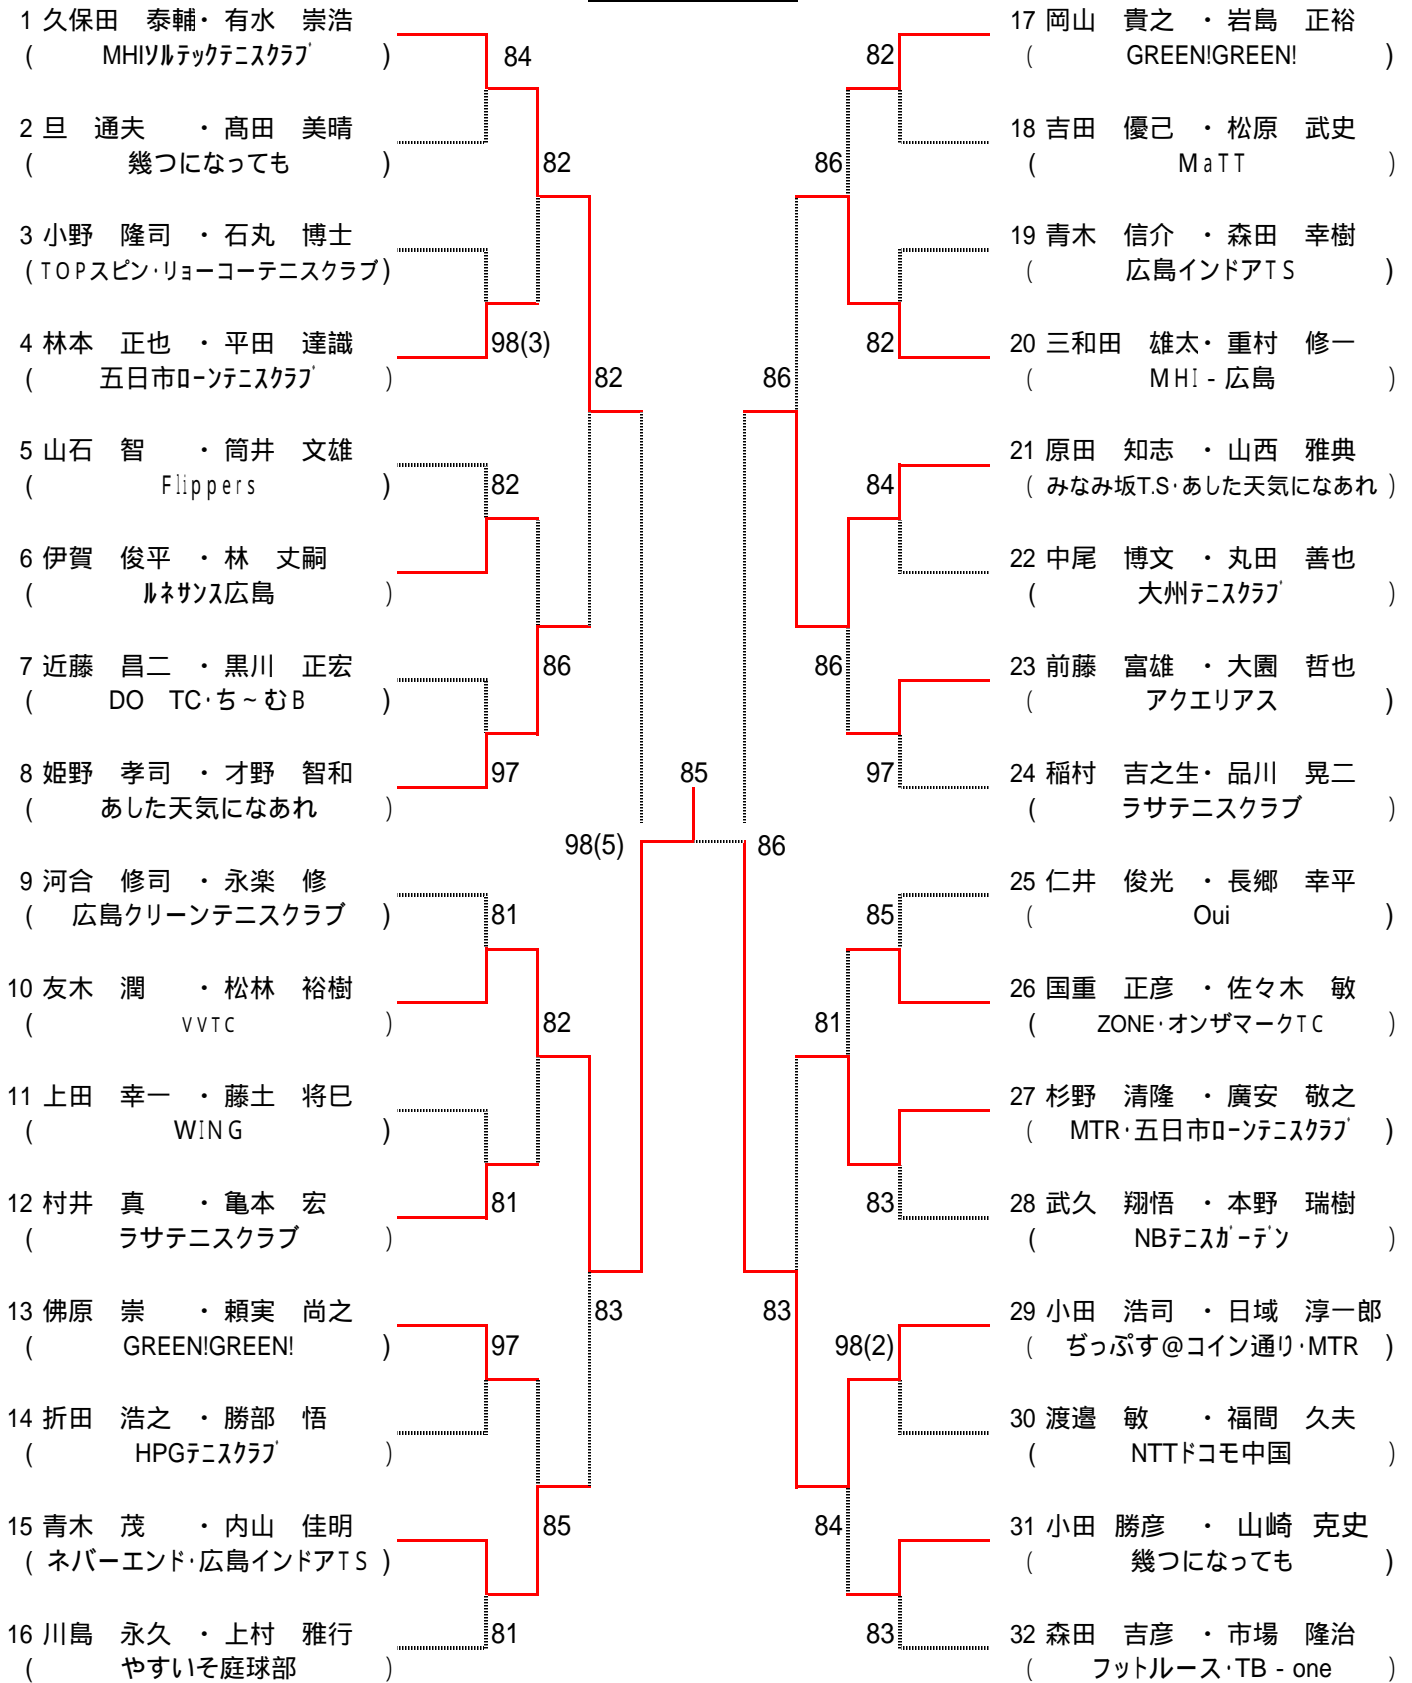 1 久保田 泰輔・有水 崇浩
( MHIソルテックテニスクラブ )
84
2 旦 通夫 ・髙田 美晴
( 幾つになっても )
82
3 小野 隆司 ・石丸 博士
(TOPスピン・リョーコーテニスクラブ)
4 林本 正也 ・平田 達識
( 五日市ローンテニスクラブ )
98(3)
82
5 山石 智 ・筒井 文雄
( Flippers )
82
6 伊賀 俊平 ・林 丈嗣
( ルネサンス広島 )
7 近藤 昌二 ・黒川 正宏
( DO TC・ち~むB )
86
8 姫野 孝司 ・才野 智和
( あした天気になあれ )
97
85
98(5)
9 河合 修司 ・永楽 修
( 広島クリーンテニスクラブ )
81
10 友木 潤 ・松林 裕樹
( VVTC )
82
11 上田 幸一 ・藤土 将巳
( WING )
12 村井 真 ・亀本 宏
( ラサテニスクラブ )
81
13 佛原 崇 ・頼実 尚之
( GREEN!GREEN! )
83
97
14 折田 浩之 ・勝部 悟
( HPGテニスクラブ )
15 青木 茂 ・内山 佳明
( ネバーエンド・広島インドアTS )
85
16 川島 永久 ・上村 雅行
( やすいそ庭球部 )
81
17 岡山 貴之 ・岩島 正裕
( GREEN!GREEN! )
82
18 吉田 優己 ・松原 武史
( MaTT )
86
19 青木 信介 ・森田 幸樹
( 広島インドアTS )
20 三和田 雄太・重村 修一
( MHI-広島 )
82
86
21 原田 知志 ・山西 雅典
( みなみ坂T.S・あした天気になあれ )
84
22 中尾 博文 ・丸田 善也
( 大州テニスクラブ )
23 前藤 富雄 ・大園 哲也
( アクエリアス )
86
24 稲村 吉之生・品川 晃二
( ラサテニスクラブ )
97
86
25 仁井 俊光 ・長郷 幸平
( Oui )
85
26 国重 正彦 ・佐々木 敏
( ZONE・オンザマークTC )
81
27 杉野 清隆 ・廣安 敬之
( MTR・五日市ローンテニスクラブ )
28 武久 翔悟 ・本野 瑞樹
( NBテニスガーデン )
83
29 小田 浩司 ・日域 淳一郎
( ぢっぷす@コイン通り・MTR )
83
98(2)
30 渡邉 敏 ・福間 久夫
( NTTドコモ中国 )
31 小田 勝彦 ・山崎 克史
( 幾つになっても )
84
32 森田 吉彦 ・市場 隆治
( フットルース・TB-one )
83